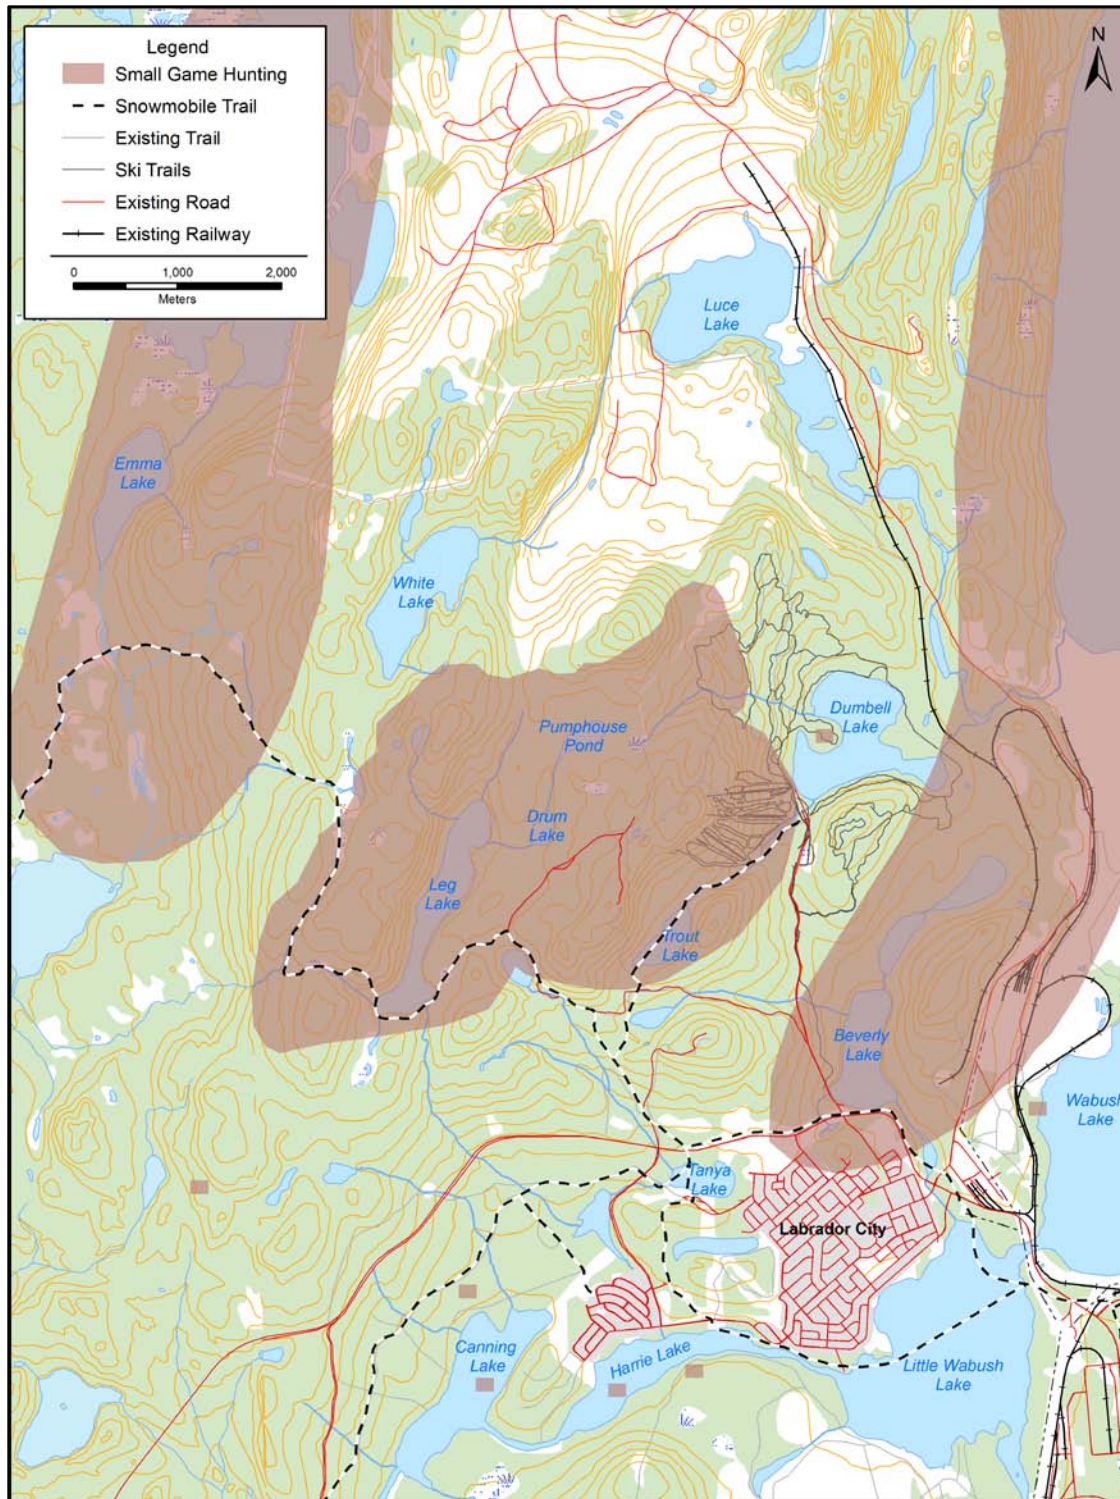 Legend
Small Game Hunting
Snowmobile Trail
Existing Trail
Ski Trails
Existing Road
Existing Railway
0 1,000 2,000
Meters
N
Luce
Lake
Emma
Lake
White
Lake
Dumbell
Lake
Pumphouse
Pond
Drum
Lake
Leg
Lake
Trout
Lake
Beverly
Lake
Wabush
Lake
Tanya
Lake
Labrador City
Canning
Lake
Harrie Lake
Little Wabush
Lake